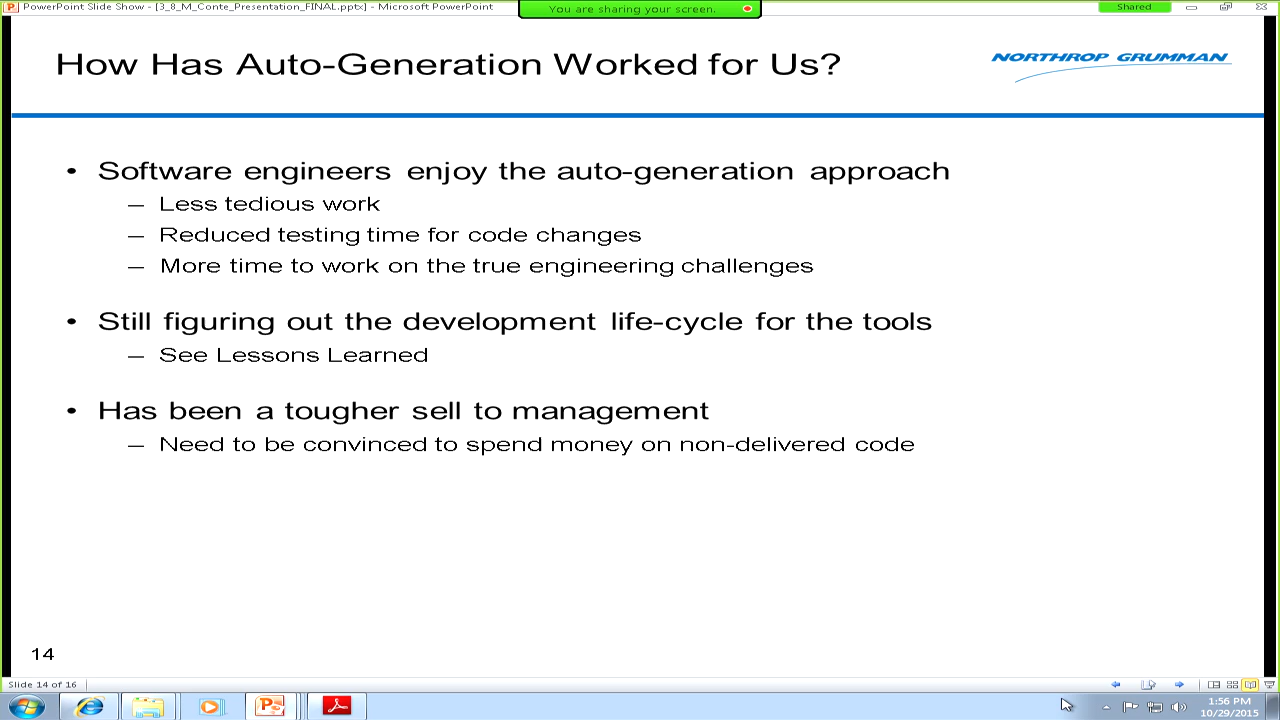 PowerPoint Slide Show - [3_8_M_Conte_Presentation_FINAL.pptx] - Microsoft PowerPoint
You are sharing your screen.
Shared
How Has Auto-Generation Worked for Us?
NORTHROP GRUMMAN
• Software engineers enjoy the auto-generation approach
– Less tedious work
– Reduced testing time for code changes
– More time to work on the true engineering challenges
• Still figuring out the development life-cycle for the tools
– See Lessons Learned
• Has been a tougher sell to management
– Need to be convinced to spend money on non-delivered code
14
Slide 14 of 16
1:56 PM
10/29/2015